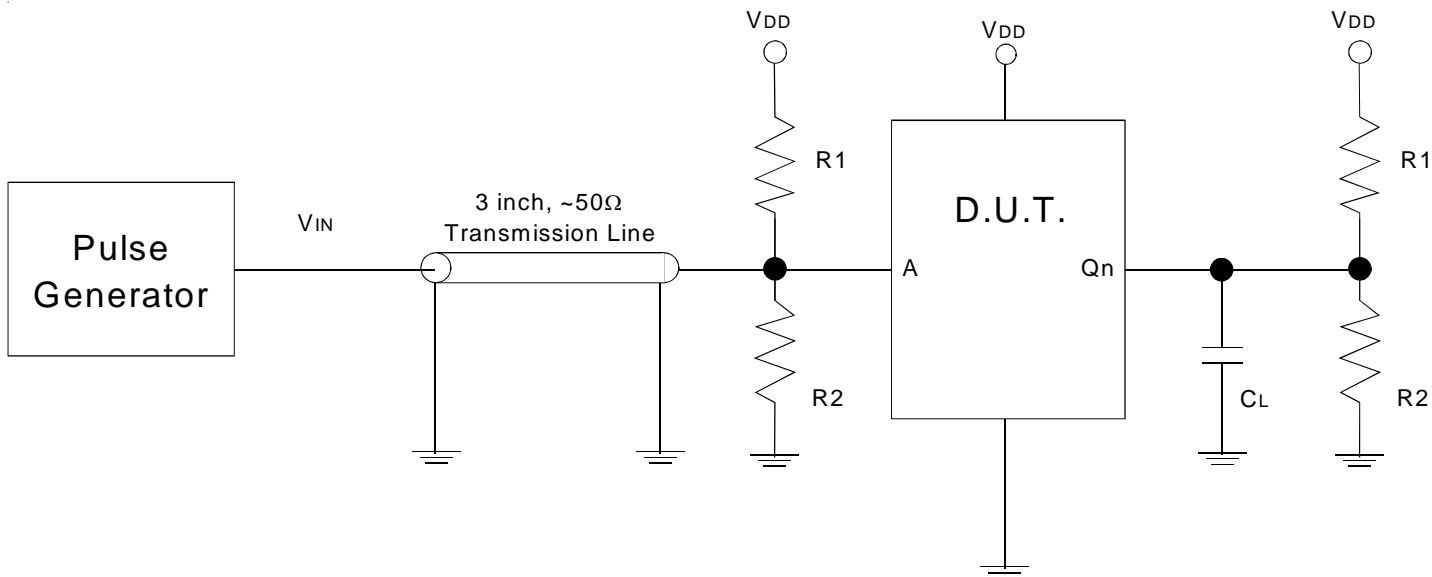 VDD
VDD
VDD
R1
R1
3 inch, ~50Ω
Transmission Line
D.U.T.
VIN
Pulse
Generator
A
Qn
R2
CL
R2